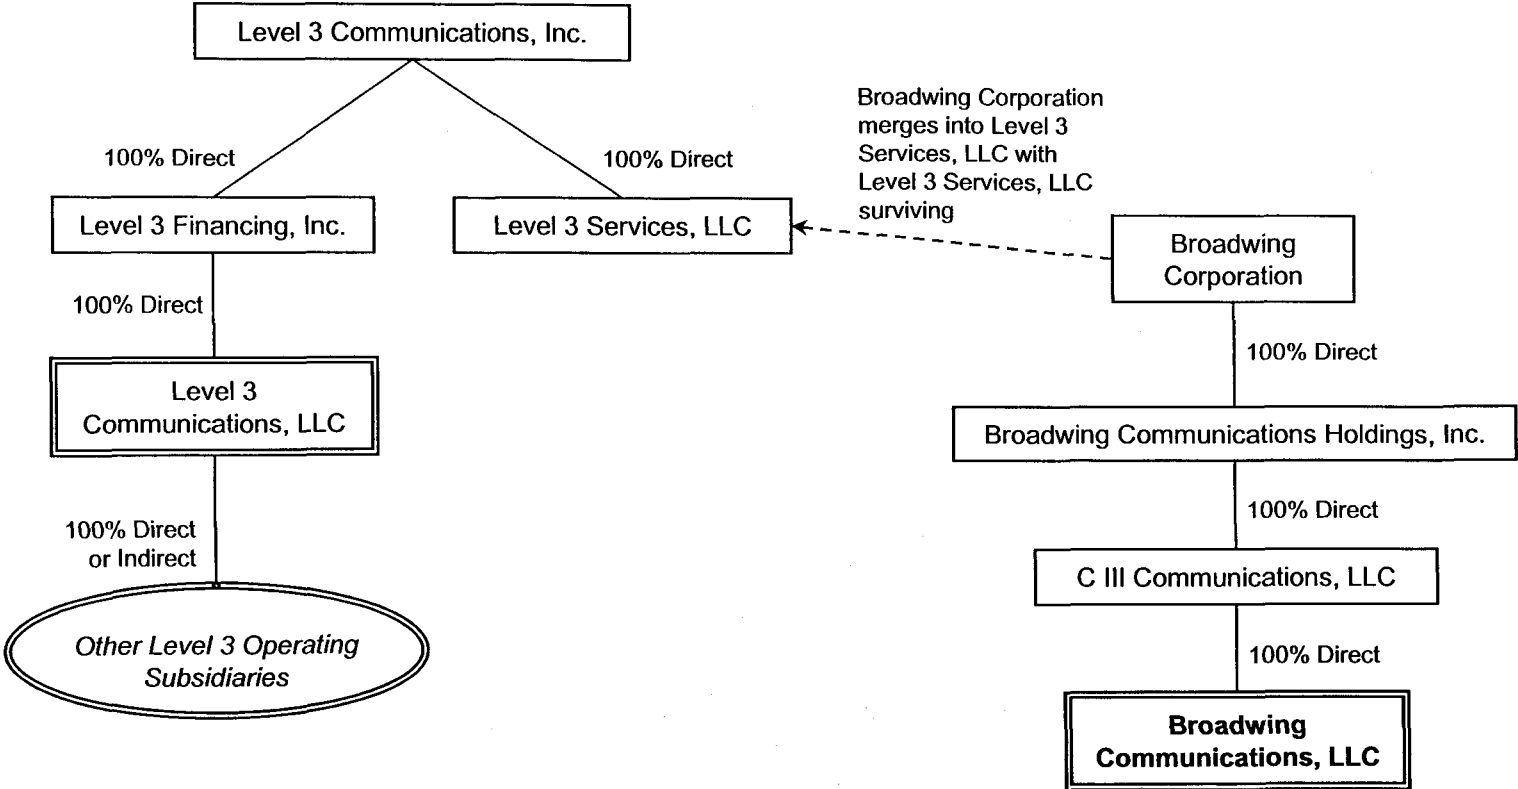 Level 3 Communications, Inc.
Broadwing Corporation
merges into Level 3
Services, LLC with
Level 3 Services, LLC
surviving
100% Direct
100% Direct
Level 3 Financing, Inc.
Level 3 Services, LLC
Broadwing
Corporation
100% Direct
100% Direct
Level 3
Communications, LLC
Broadwing Communications Holdings, Inc.
100% Direct
or Indirect
100% Direct
C III Communications, LLC
Other Level 3 Operating
Subsidiaries
100% Direct
Broadwing
Communications, LLC